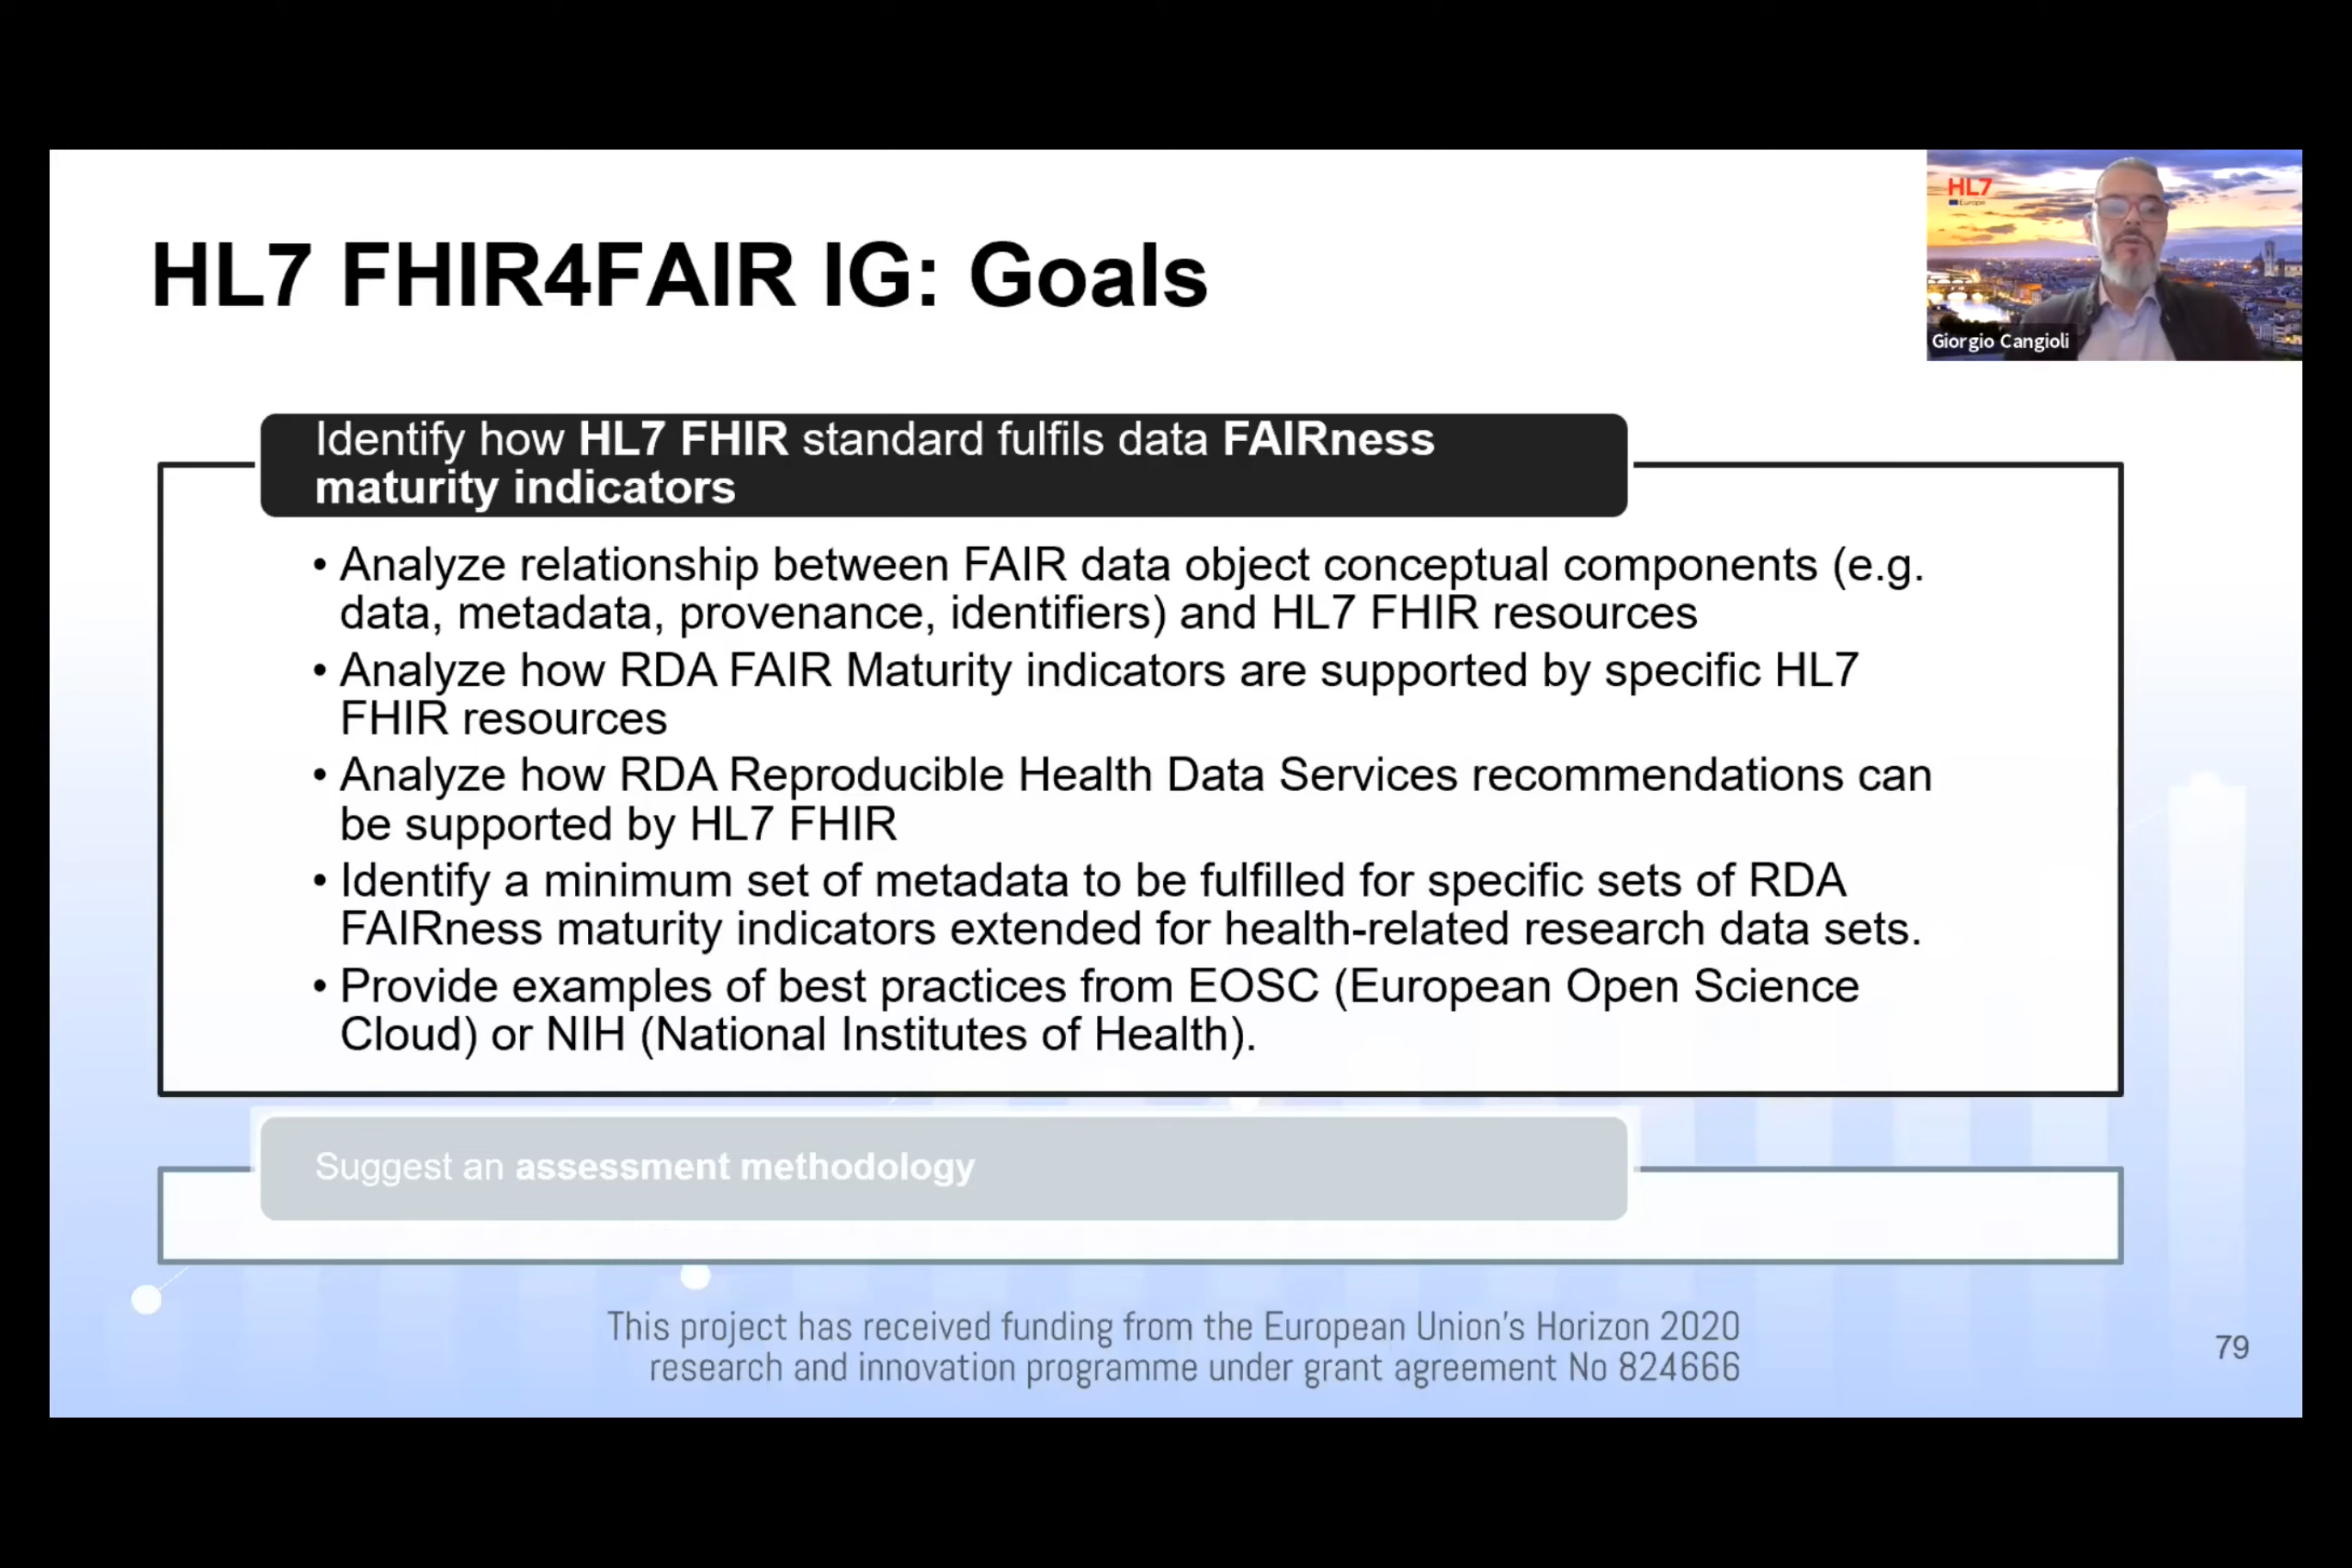 HL7
Europe
Giorgio Cangioli
HL7 FHIR4FAIR IG: Goals
Identify how HL7 FHIR standard fulfils data FAIRness
maturity indicators
• Analyze relationship between FAIR data object conceptual components (e.g.
data, metadata, provenance, identifiers) and HL7 FHIR resources
• Analyze how RDA FAIR Maturity indicators are supported by specific HL7
FHIR resources
• Analyze how RDA Reproducible Health Data Services recommendations can
be supported by HL7 FHIR
• Identify a minimum set of metadata to be fulfilled for specific sets of RDA
FAIRness maturity indicators extended for health-related research data sets.
• Provide examples of best practices from EOSC (European Open Science
Cloud) or NIH (National Institutes of Health).
Suggest an assessment methodology
This project has received funding from the European Union's Horizon 2020
research and innovation programme under grant agreement No 824666
79